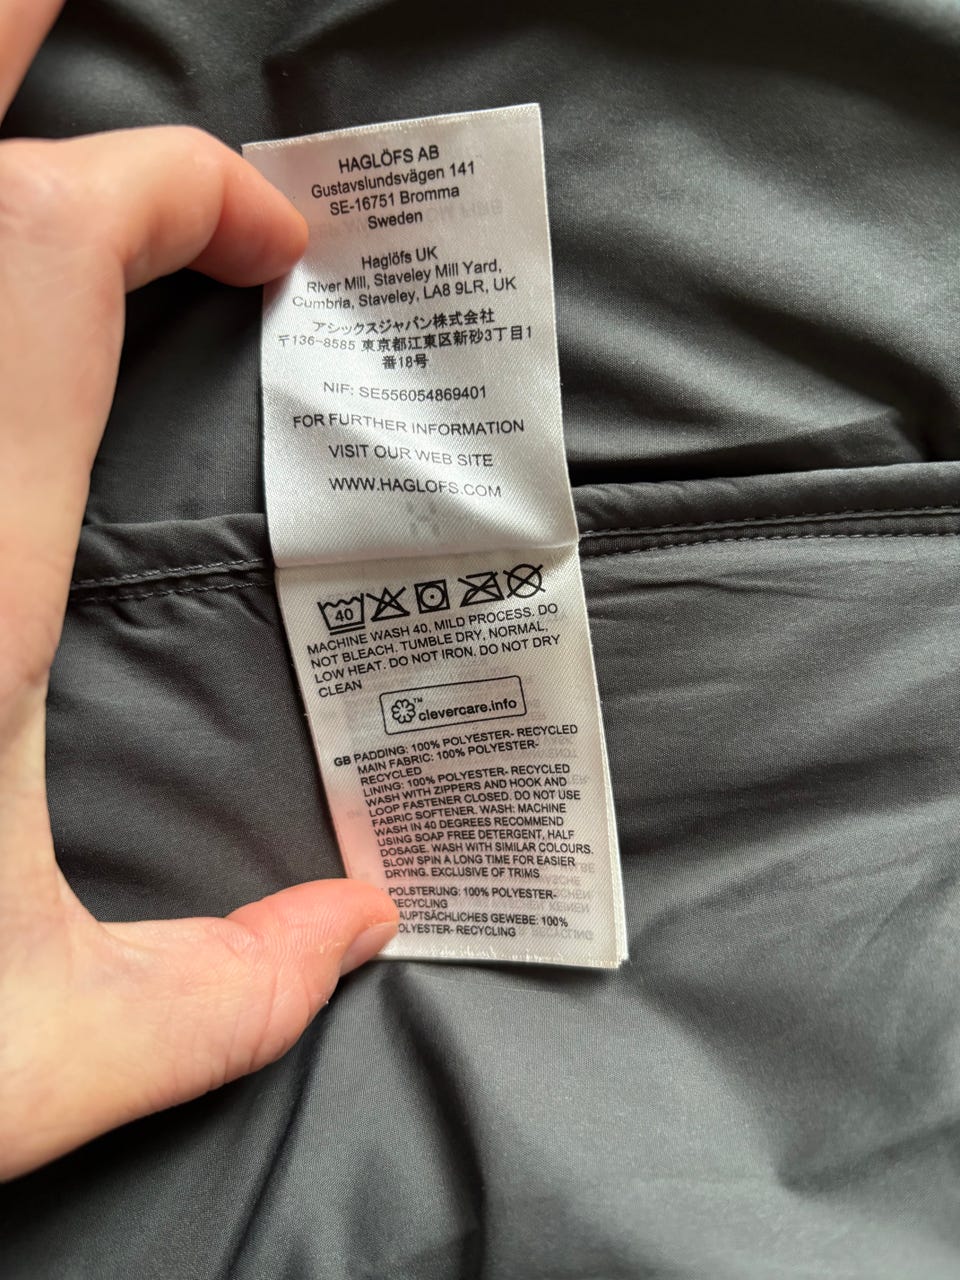 HAGLÖFS AB
Gustavslundsvägen 141
SE-16751 Bromma
Sweden
Haglöfs UK
River Mill, Staveley Mill Yard,
Cumbria, Staveley, LA8 9LR, UK
アシックスジャパン株式会社
〒136-8585 東京都江東区新砂3丁目1
番18号
NIF: SE556054869401
FOR FURTHER INFORMATION
VISIT OUR WEB SITE
WWW.HAGLOFS.COM
40
MACHINE WASH 40, MILD PROCESS. DO
NOT BLEACH. TUMBLE DRY, NORMAL,
LOW HEAT. DO NOT IRON. DO NOT DRY
CLEAN
™ clevercare.info
GB PADDING: 100% POLYESTER- RECYCLED
MAIN FABRIC: 100% POLYESTER-
RECYCLED
LINING: 100% POLYESTER- RECYCLED
WASH WITH ZIPPERS AND HOOK AND
LOOP FASTENER CLOSED. DO NOT USE
FABRIC SOFTENER. WASH: MACHINE
WASH IN 40 DEGREES RECOMMEND
USING SOAP FREE DETERGENT, HALF
DOSAGE. WASH WITH SIMILAR COLOURS.
SLOW SPIN A LONG TIME FOR EASIER
DRYING. EXCLUSIVE OF TRIMS
POLSTERUNG: 100% POLYESTER-
RECYCLING
AUPTSÄCHLICHES GEWEBE: 100%
OLYESTER- RECYCLING